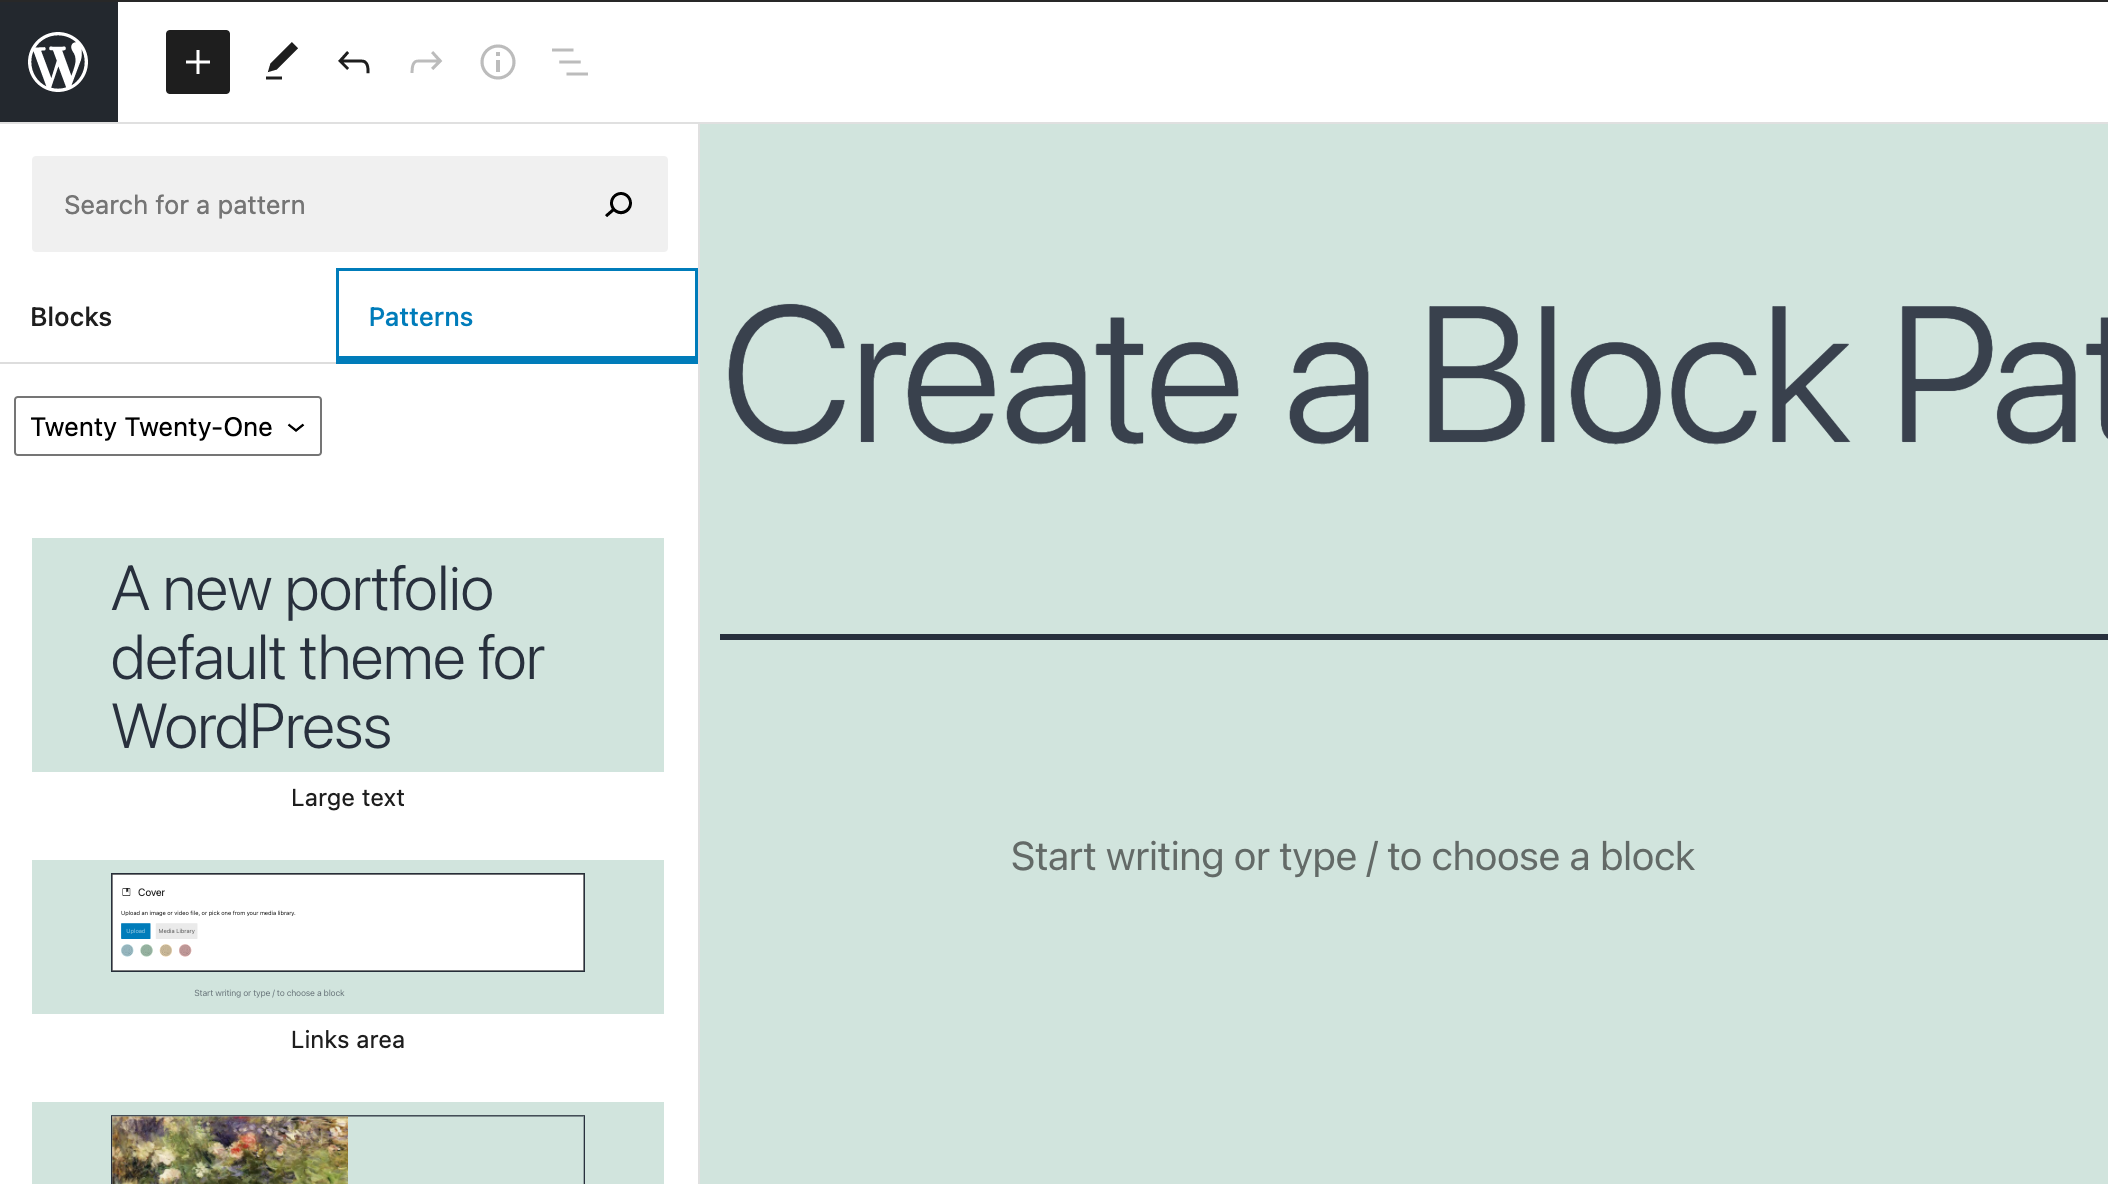 Search for a pattern
Blocks
Patterns
Twenty Twenty-One
A new portfolio
default theme for
WordPress
Large text
Cover
Upload an image or video file, or pick one from your media library.
Upload
Media Library
Start writing or type / to choose a block
Links area
Create a Block Pat
Start writing or type / to choose a block